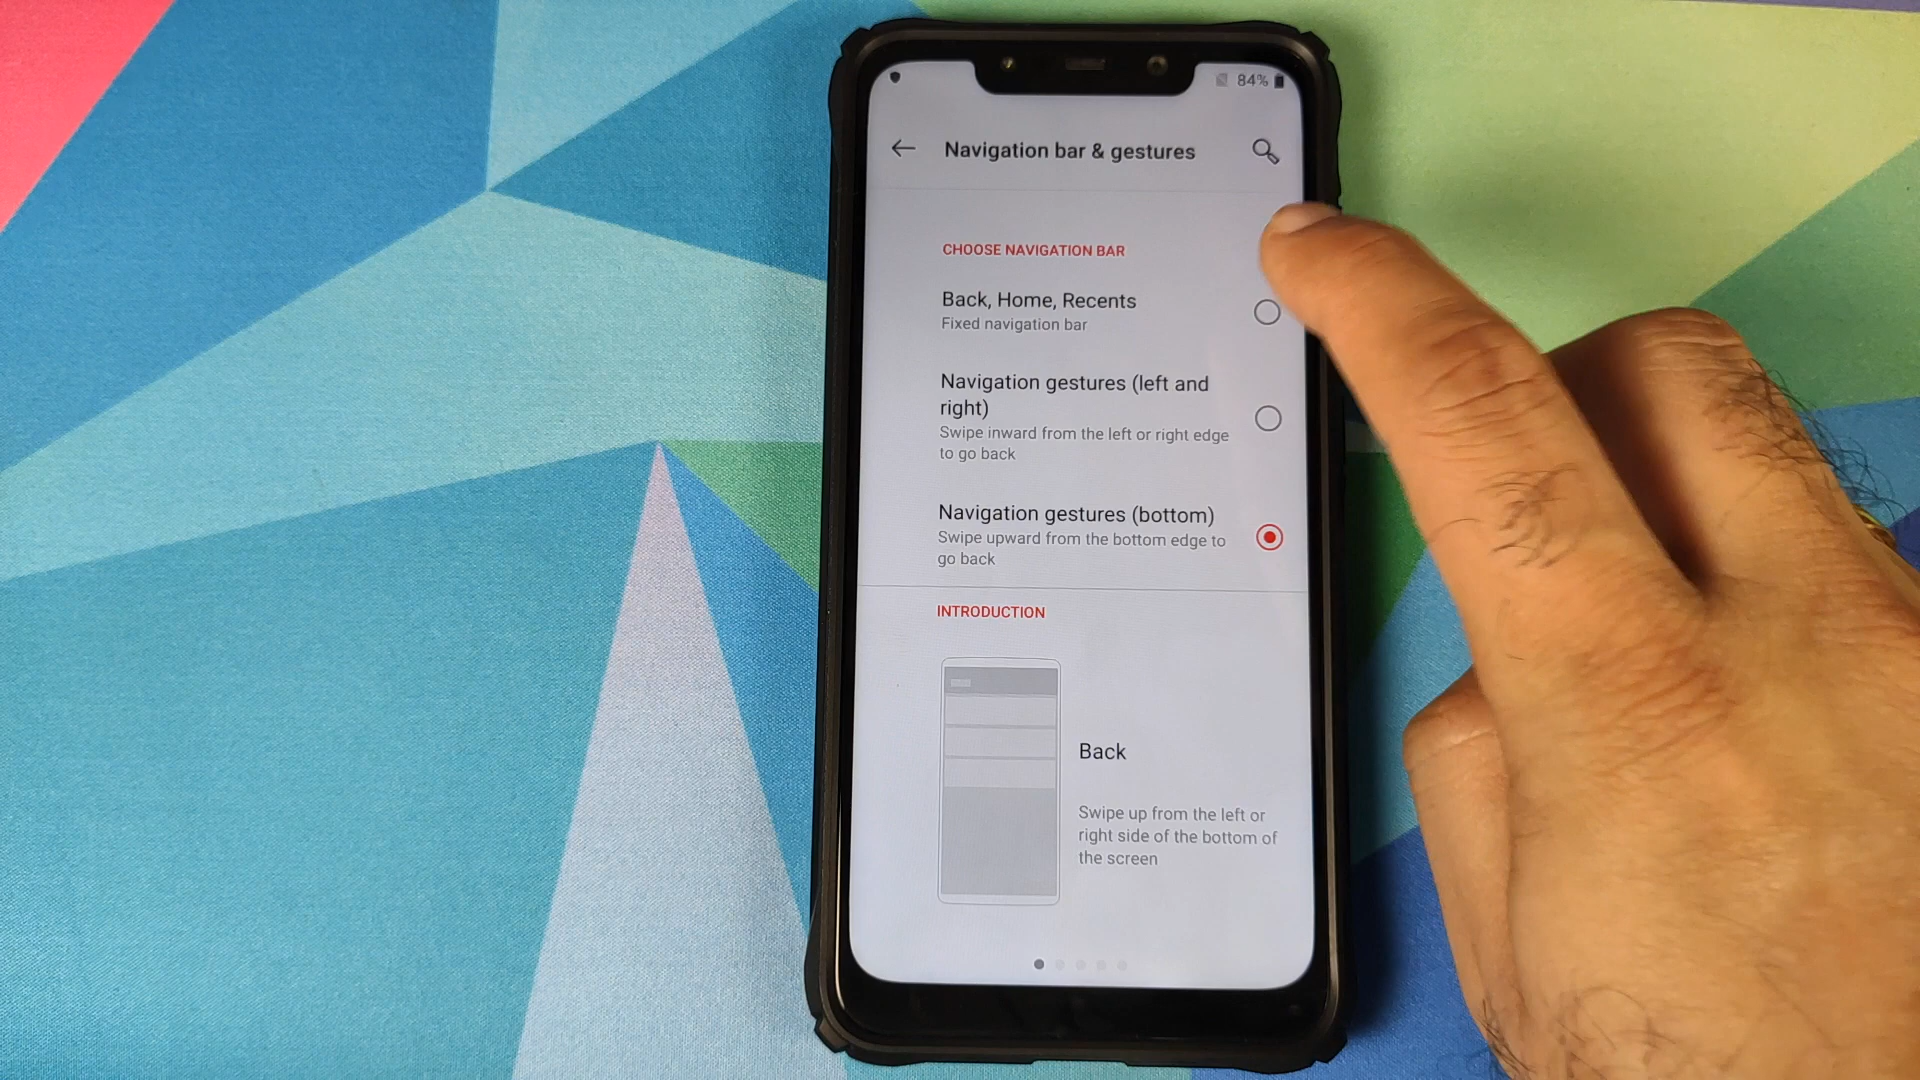 84%
Navigation bar & gestures
CHOOSE NAVIGATION BAR
Back, Home, Recents
Fixed navigation bar
Navigation gestures (left and
right)
Swipe inward from the left or right edge
to go back
Navigation gestures (bottom)
Swipe upward from the bottom edge to
go back
INTRODUCTION
Back
Swipe up from the left or
right side of the bottom of
the screen